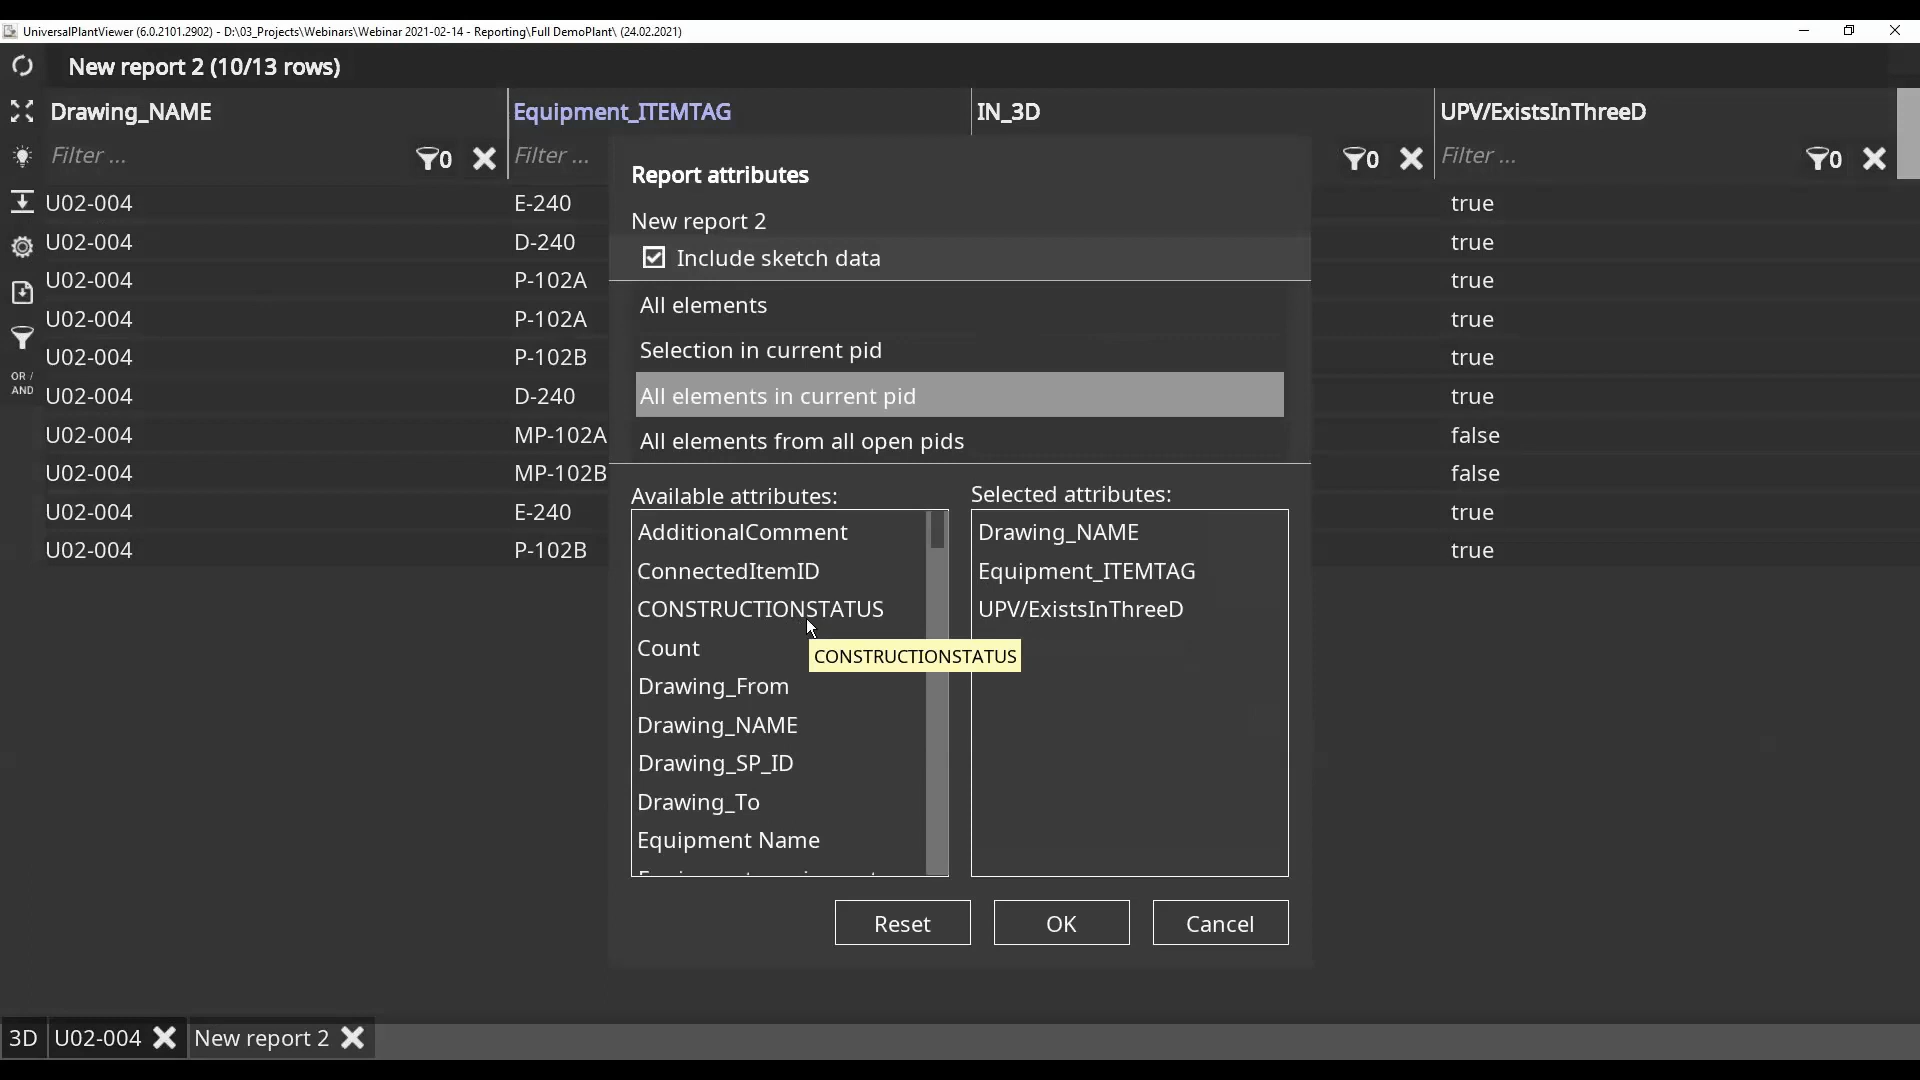 UniversalPlantViewer (6.0.2101.2902) - D:\03_Projects\Webinars\Webinar 2021-02-14 - Reporting\Full DemoPlant\ (24.02.2021)
New report 2 (10/13 rows)
Drawing_NAME Equipment_ITEMTAG IN_3D UPV/ExistsInThreeD
Filter ... 0 Filter ... 0 Filter ... 0
U02-004 E-240 true
U02-004 D-240 true
U02-004 P-102A true
U02-004 P-102A true
U02-004 P-102B true
OR / AND
U02-004 D-240 true
U02-004 MP-102A false
U02-004 MP-102B false
U02-004 E-240 true
U02-004 P-102B true
Report attributes
New report 2
Include sketch data
All elements
Selection in current pid
All elements in current pid
All elements from all open pids
Available attributes:
AdditionalComment
ConnectedItemID
CONSTRUCTIONSTATUS
Count
CONSTRUCTIONSTATUS
Drawing_From
Drawing_NAME
Drawing_SP_ID
Drawing_To
Equipment Name
Selected attributes:
Drawing_NAME
Equipment_ITEMTAG
UPV/ExistsInThreeD
Reset OK Cancel
3D U02-004 New report 2